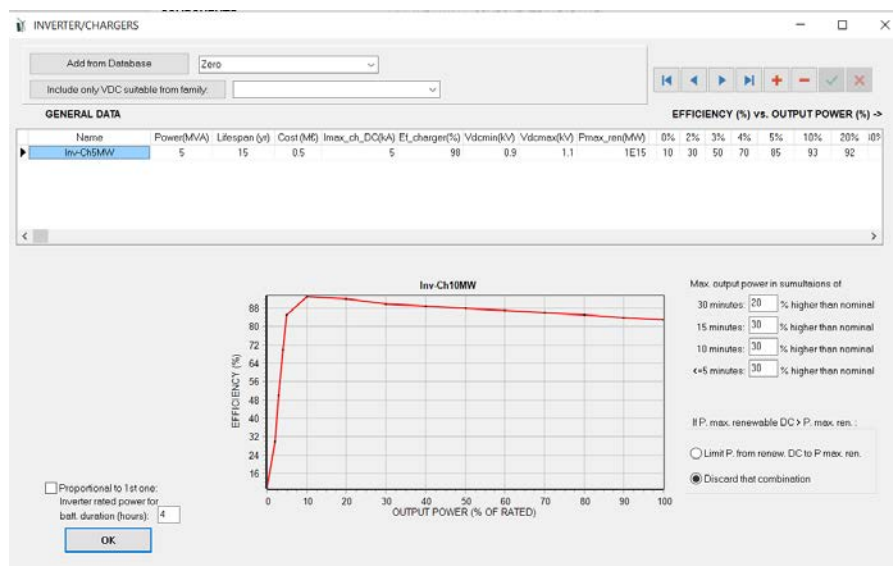 INVERTER/CHARGERS
Add from Database Zero
Include only VDC suitable from family:
GENERAL DATA EFFICIENCY (%) vs. OUTPUT POWER (%) ->
Name Power(MVA) Lifespan (yr) Cost (M€) Imax_ch_DC(kA) Ef_charger(%) Vdcmin(kV) Vdcmax(kV) Pmax_ren(MW) 0% 2% 3% 4% 5% 10% 20%
Inv-Ch5MW 5 15 0.5 5 98 0.9 1.1 1E15 10 30 50 70 85 93 92
Inv-Ch10MW
88
80
72
64
56
48
40
32
24
16
EFFICIENCY (%)
0 10 20 30 40 50 60 70 80 90 100
OUTPUT POWER (% OF RATED)
Max. output power in sumultaions of
30 minutes: 20 % higher than nominal
15 minutes: 30 % higher than nominal
10 minutes: 30 % higher than nominal
<=5 minutes: 30 % higher than nominal
If P. max. renewable DC > P. max. ren. :
Limit P. from renew. DC to P max. ren.
Discard that combination
Proportional to 1st one:
Inverter rated power for
batt. duration (hours): 4
OK